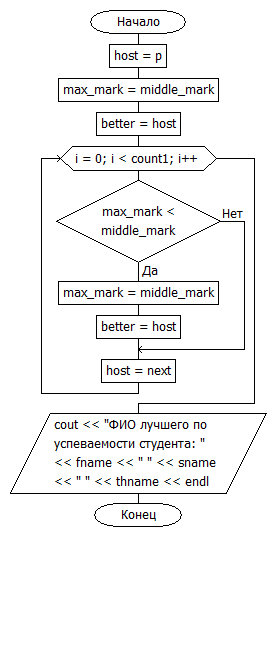 Начало
host = p
max_mark = middle_mark
better = host
i = 0; i < count1; i++
max_mark <
middle_mark
Нет
Да
max_mark = middle_mark
better = host
host = next
cout << "ФИО лучшего по
успеваемости студента: "
<< fname << " " << sname
<< " " << thname << endl
Конец